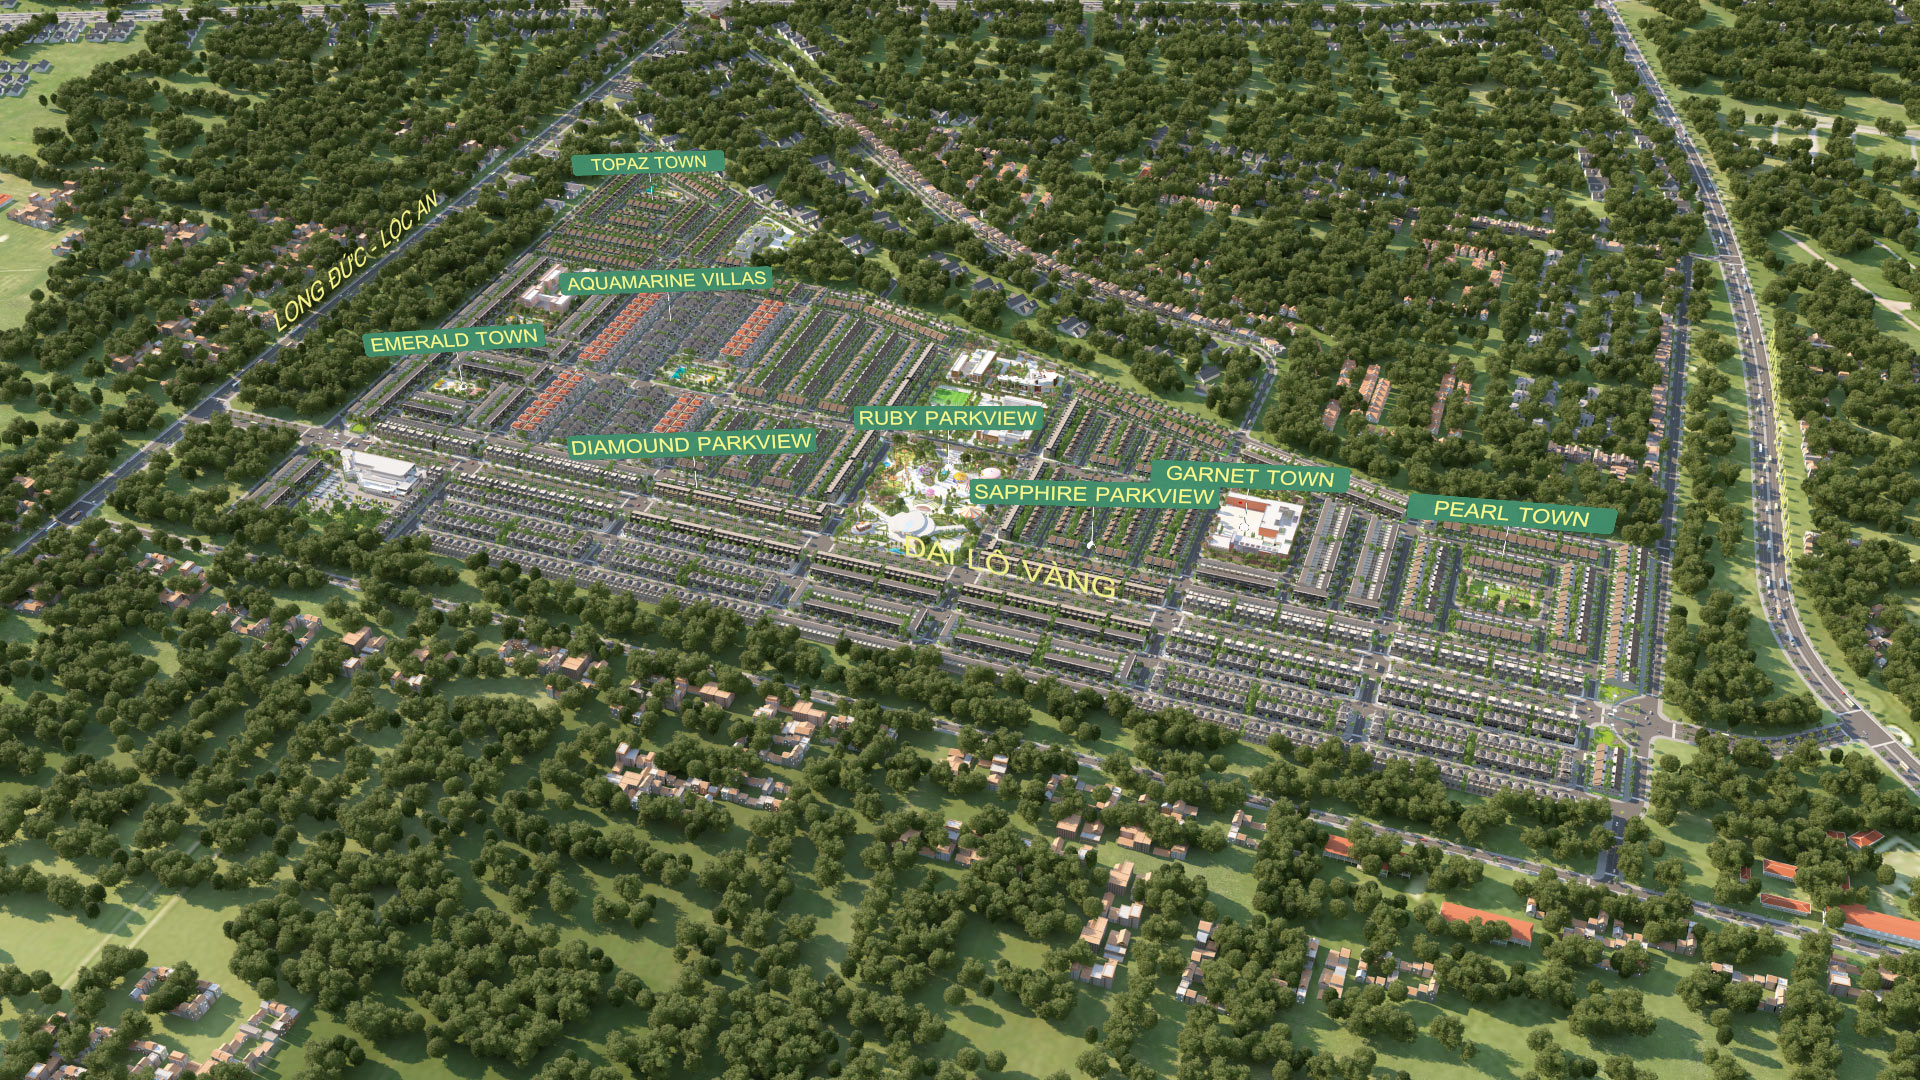 TOPAZ TOWN
LONG ĐỨC - LỘC AN
AQUAMARINE VILLAS
EMERALD TOWN
RUBY PARKVIEW
DIAMOUND PARKVIEW
GARNET TOWN
SAPPHIRE PARKVIEW
PEARL TOWN
ĐẠI LỘ VÀNG